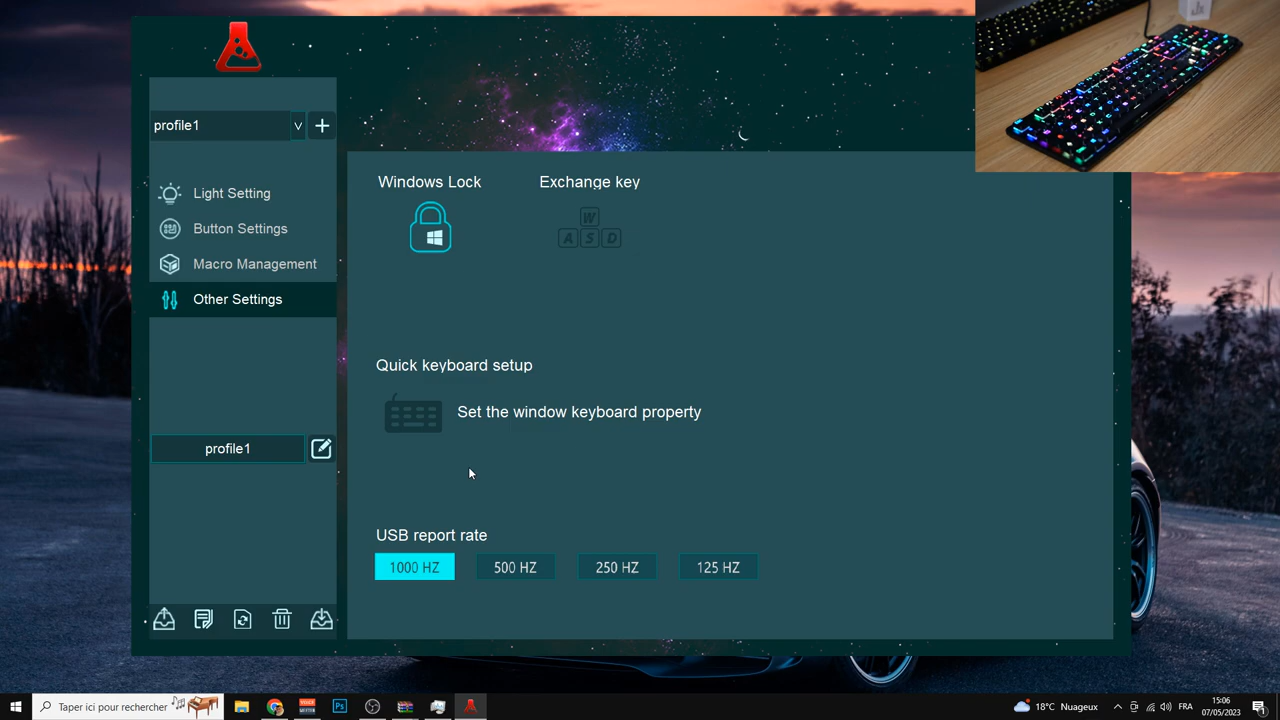 profile1
V
+
Light Setting
Button Settings
Macro Management
Other Settings
profile1
Windows Lock
Exchange key
W
A S D
Quick keyboard setup
Set the window keyboard property
USB report rate
1000 HZ
500 HZ
250 HZ
125 HZ
Taper ici pour rechercher
Ps
18°C Nuageux
FRA
15:06
07/05/2023
1